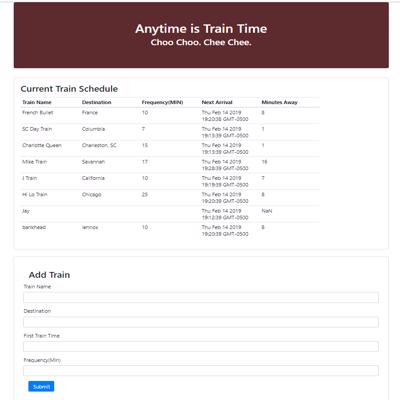 Anytime is Train Time
Choo Choo. Chee Chee.
Current Train Schedule
Train Name Destination Frequency(MIN) Next Arrival Minutes Away
French Bullet France 10 Thu Feb 14 2019 8
19:20:38 GMT-0500
SC Day Train Columbia 7 Thu Feb 14 2019 1
19:13:39 GMT-0500
Charlotte Queen Charleston, SC 15 Thu Feb 14 2019 1
19:13:39 GMT-0500
Mike Train Savannah 17 Thu Feb 14 2019 16
19:28:39 GMT-0500
J Train California 10 Thu Feb 14 2019 7
19:19:39 GMT-0500
Hi Lo Train Chicago 25 Thu Feb 14 2019 8
19:20:39 GMT-0500
Jay Thu Feb 14 2019 NaN
19:12:39 GMT-0500
bankhead lennox 10 Thu Feb 14 2019 8
19:20:39 GMT-0500
Add Train
Train Name
Destination
First Train Time
Frequency(Min)
Submit